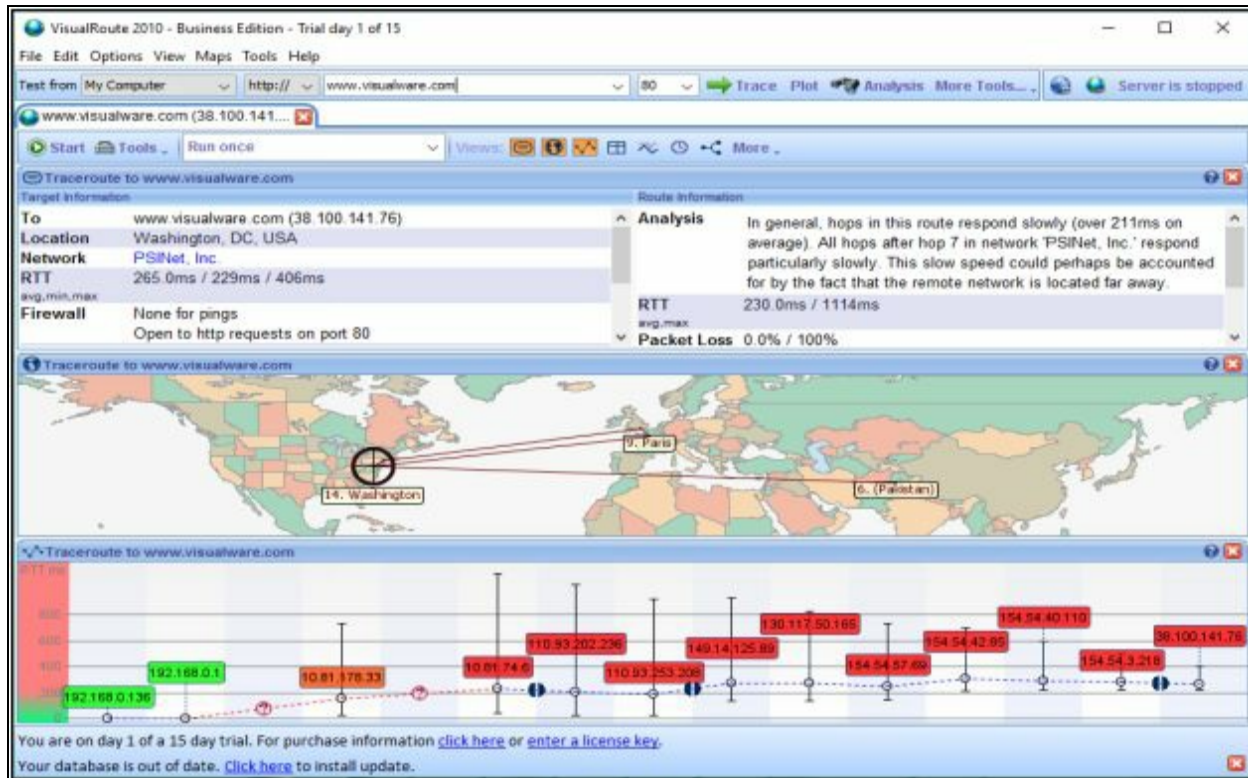 VisualRoute 2010 - Business Edition - Trial day 1 of 15
File Edit Options View Maps Tools Help
Test from My Computer http:// www.visualware.com 80 Trace Plot Analysis More Tools... Server is stopped
www.visualware.com (38.100.141....
Start Tools Run once Views: More
Traceroute to www.visualware.com
Target Information Route Information
To www.visualware.com (38.100.141.76)
Location Washington, DC, USA
Network PSINet, Inc.
RTT 265.0ms / 229ms / 406ms
avg,min,max
Firewall None for pings
Open to http requests on port 80
Analysis In general, hops in this route respond slowly (over 211ms on
average). All hops after hop 7 in network 'PSINet, Inc.' respond
particularly slowly. This slow speed could perhaps be accounted
for by the fact that the remote network is located far away.
RTT 230.0ms / 1114ms
avg,max
Packet Loss 0.0% / 100%
Traceroute to www.visualware.com
9. Paris
14. Washington
6. (Pakistan)
Traceroute to www.visualware.com
RTT ms
800
600
400
200
0
192.168.0.136
192.168.0.1
10.81.178.33
10.81.74.6
110.93.202.236
110.93.253.208
149.14.125.89
130.117.50.165
154.54.57.69
154.54.42.85
154.54.40.110
154.54.3.218
38.100.141.76
You are on day 1 of a 15 day trial. For purchase information click here or enter a license key.
Your database is out of date. Click here to install update.